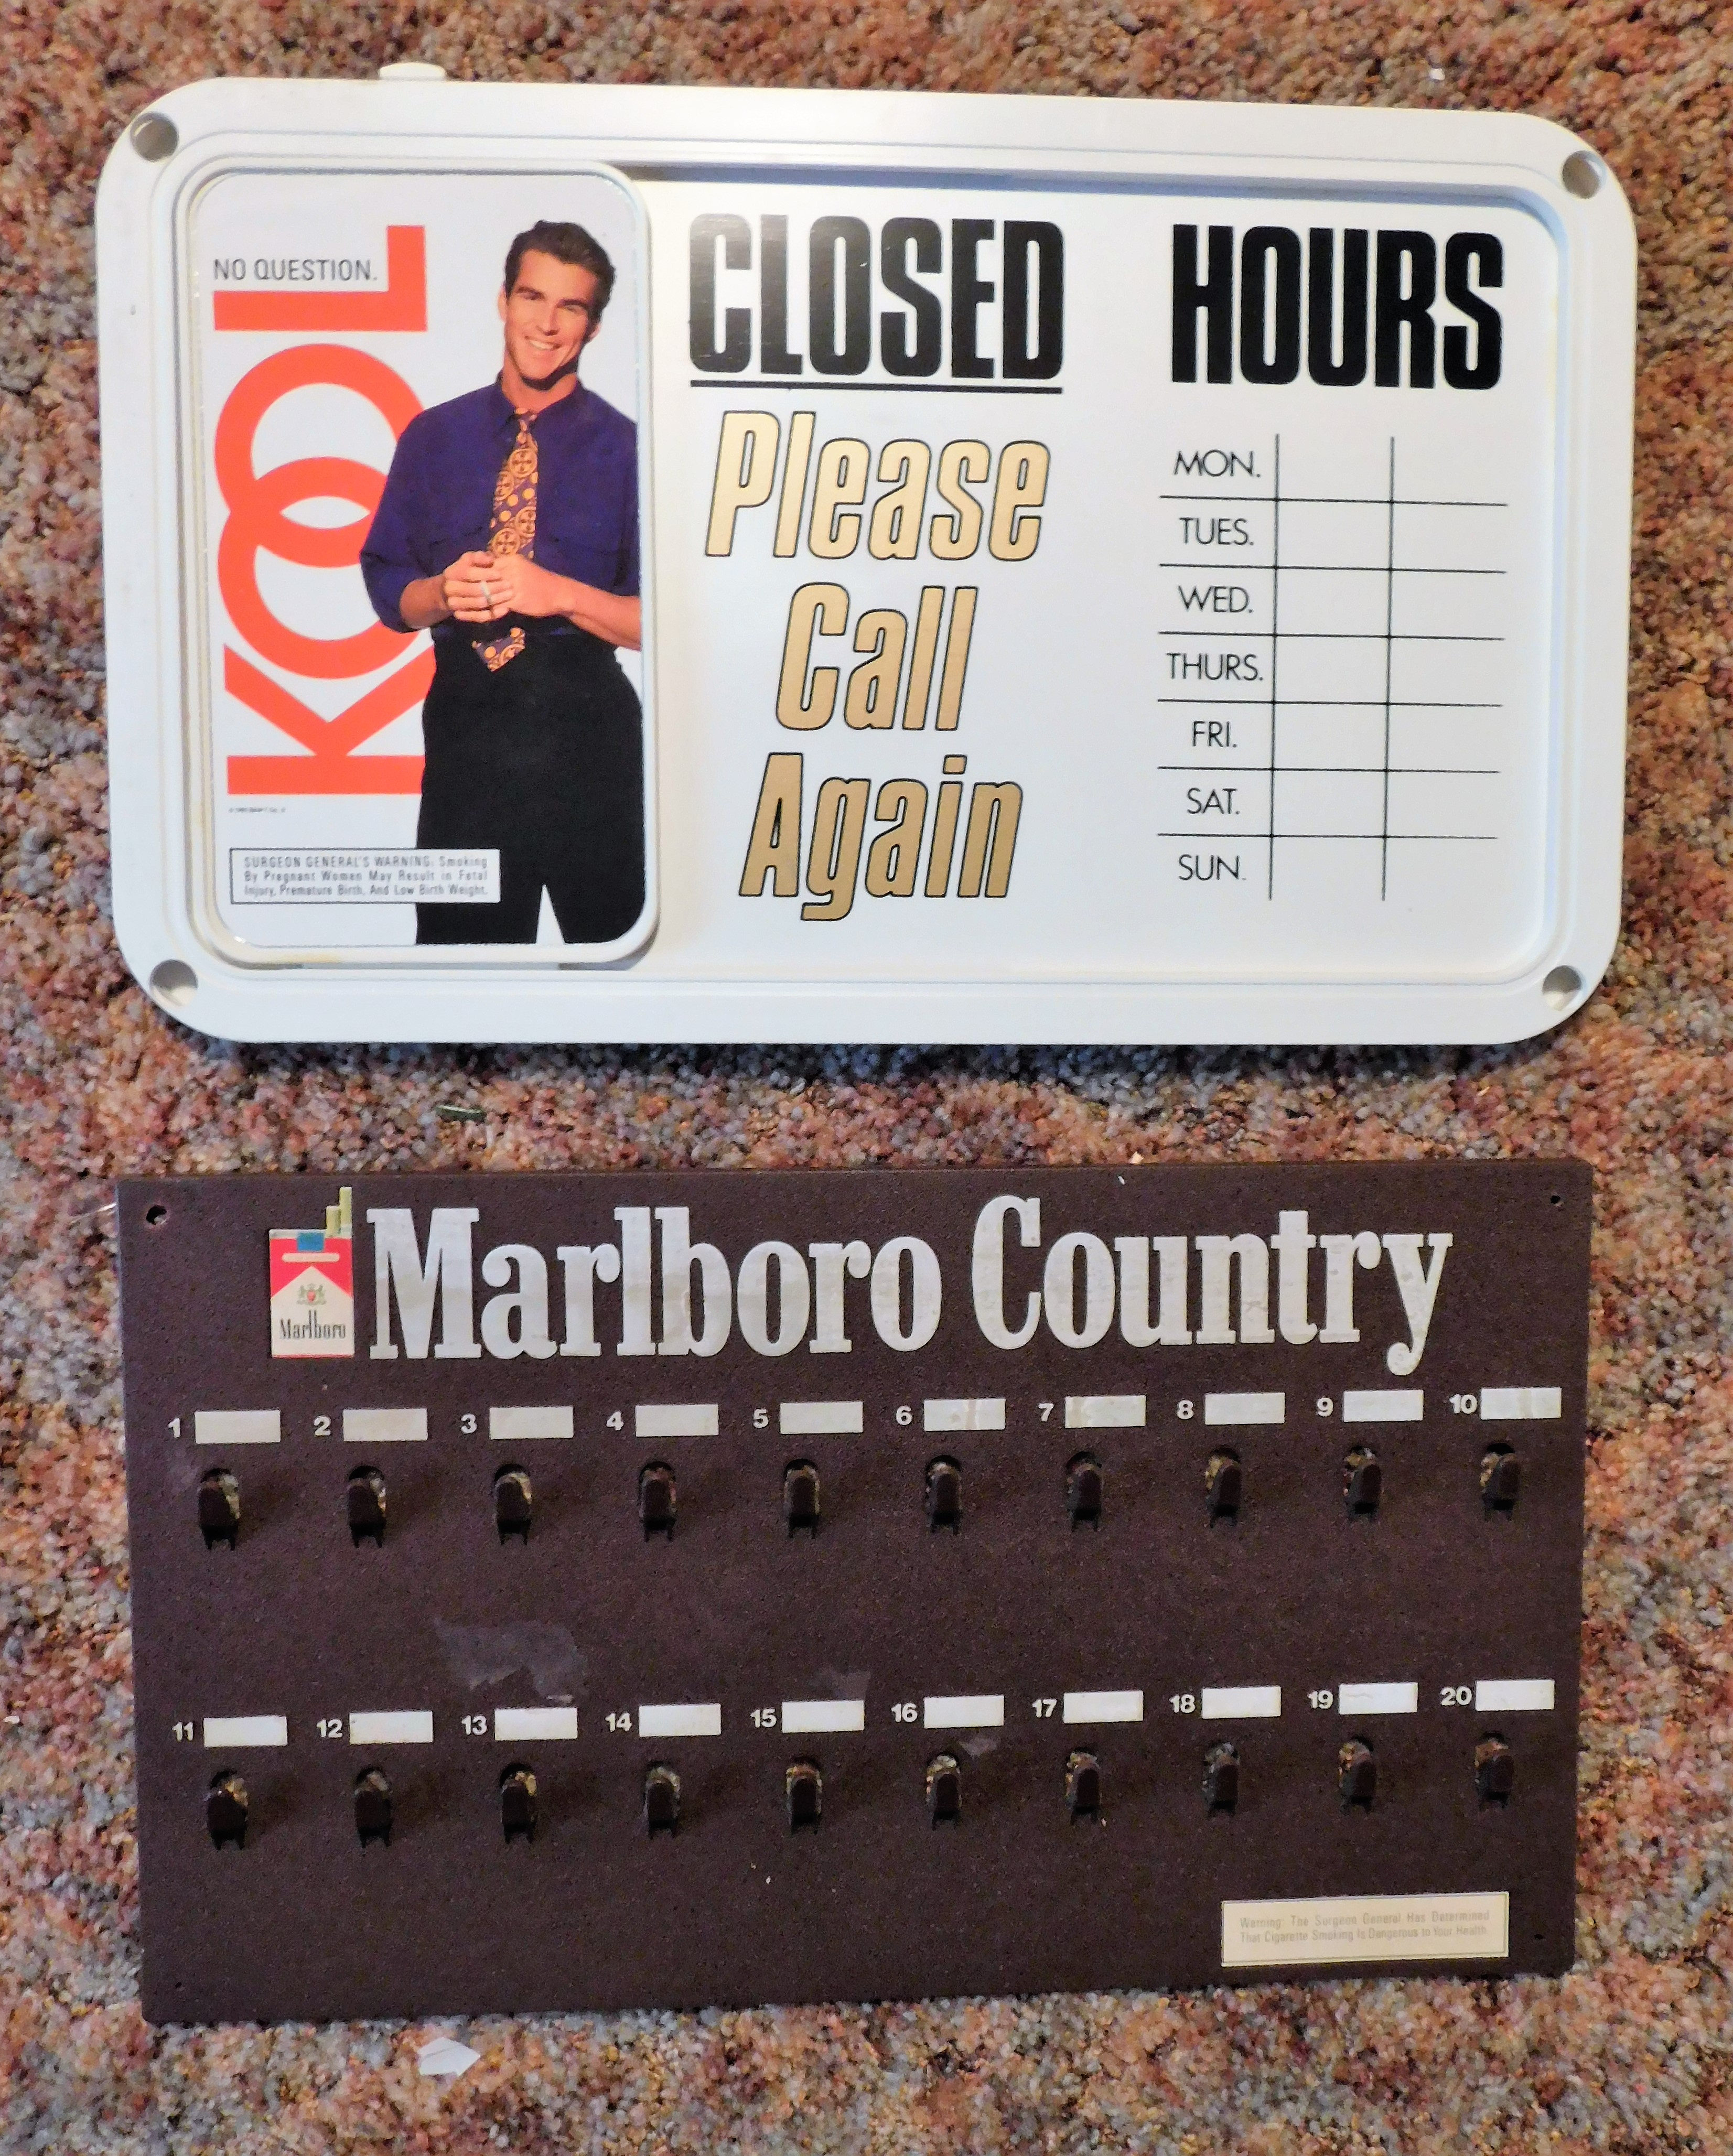 NO QUESTION.
KOOL
SURGEON GENERAL'S WARNING: Smoking
By Pregnant Women May Result in Fetal
Injury, Premature Birth, And Low Birth Weight.
CLOSED
Please
Call
Again
HOURS
MON.
TUES.
WED.
THURS.
FRI.
SAT.
SUN.
Marlboro
Marlboro Country
1 2 3 4 5 6 7 8 9 10
11 12 13 14 15 16 17 18 19 20
Warning: The Surgeon General Has Determined
That Cigarette Smoking Is Dangerous to Your Health.